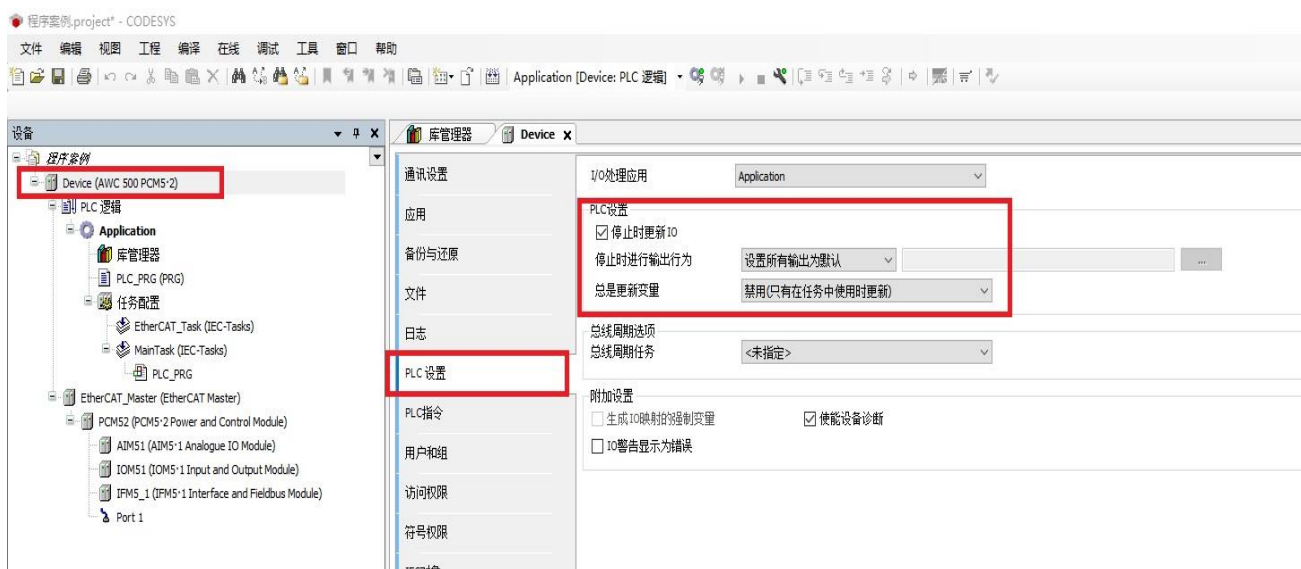 程序案例.project* - CODESYS
文件 编辑 视图 工程 编译 在线 调试 工具 窗口 帮助
Application [Device: PLC 逻辑]
设备
库管理器 Device x
程序案例
Device (AWC 500 PCM5·2)
PLC 逻辑
Application
库管理器
PLC_PRG (PRG)
任务配置
EtherCAT_Task (IEC-Tasks)
MainTask (IEC-Tasks)
PLC_PRG
EtherCAT_Master (EtherCAT Master)
PCM52 (PCM5·2 Power and Control Module)
AIM51 (AIM5·1 Analogue IO Module)
IOM51 (IOM5·1 Input and Output Module)
IFM5_1 (IFM5·1 Interface and Fieldbus Module)
Port 1
通讯设置
应用
备份与还原
文件
日志
PLC 设置
PLC指令
用户和组
访问权限
符号权限
I/O处理应用 Application
PLC设置
停止时更新IO
停止时进行输出行为 设置所有输出为默认 ...
总是更新变量 禁用(只有在任务中使用时更新)
总线周期选项
总线周期任务 <未指定>
附加设置
生成IO映射的强制变量 使能设备诊断
IO警告显示为错误